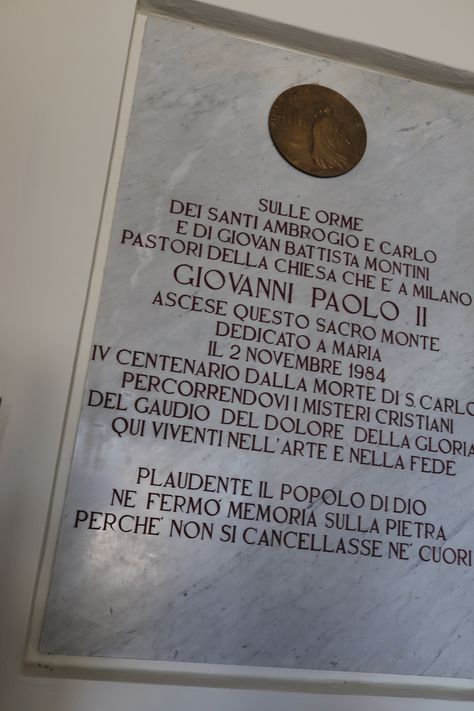 SULLE ORME
DEI SANTI AMBROGIO E CARLO
E DI GIOVAN BATTISTA MONTINI
PASTORI DELLA CHIESA CHE E' A MILANO
GIOVANNI PAOLO II
ASCESE QUESTO SACRO MONTE
DEDICATO A MARIA
IL 2 NOVEMBRE 1984
IV CENTENARIO DALLA MORTE DI S. CARLO
PERCORRENDOVI I MISTERI CRISTIANI
DEL GAUDIO DEL DOLORE DELLA GLORIA
QUI VIVENTI NELL'ARTE E NELLA FEDE
PLAUDENTE IL POPOLO DI DIO
NE FERMO' MEMORIA SULLA PIETRA
PERCHE' NON SI CANCELLASSE NE' CUORI